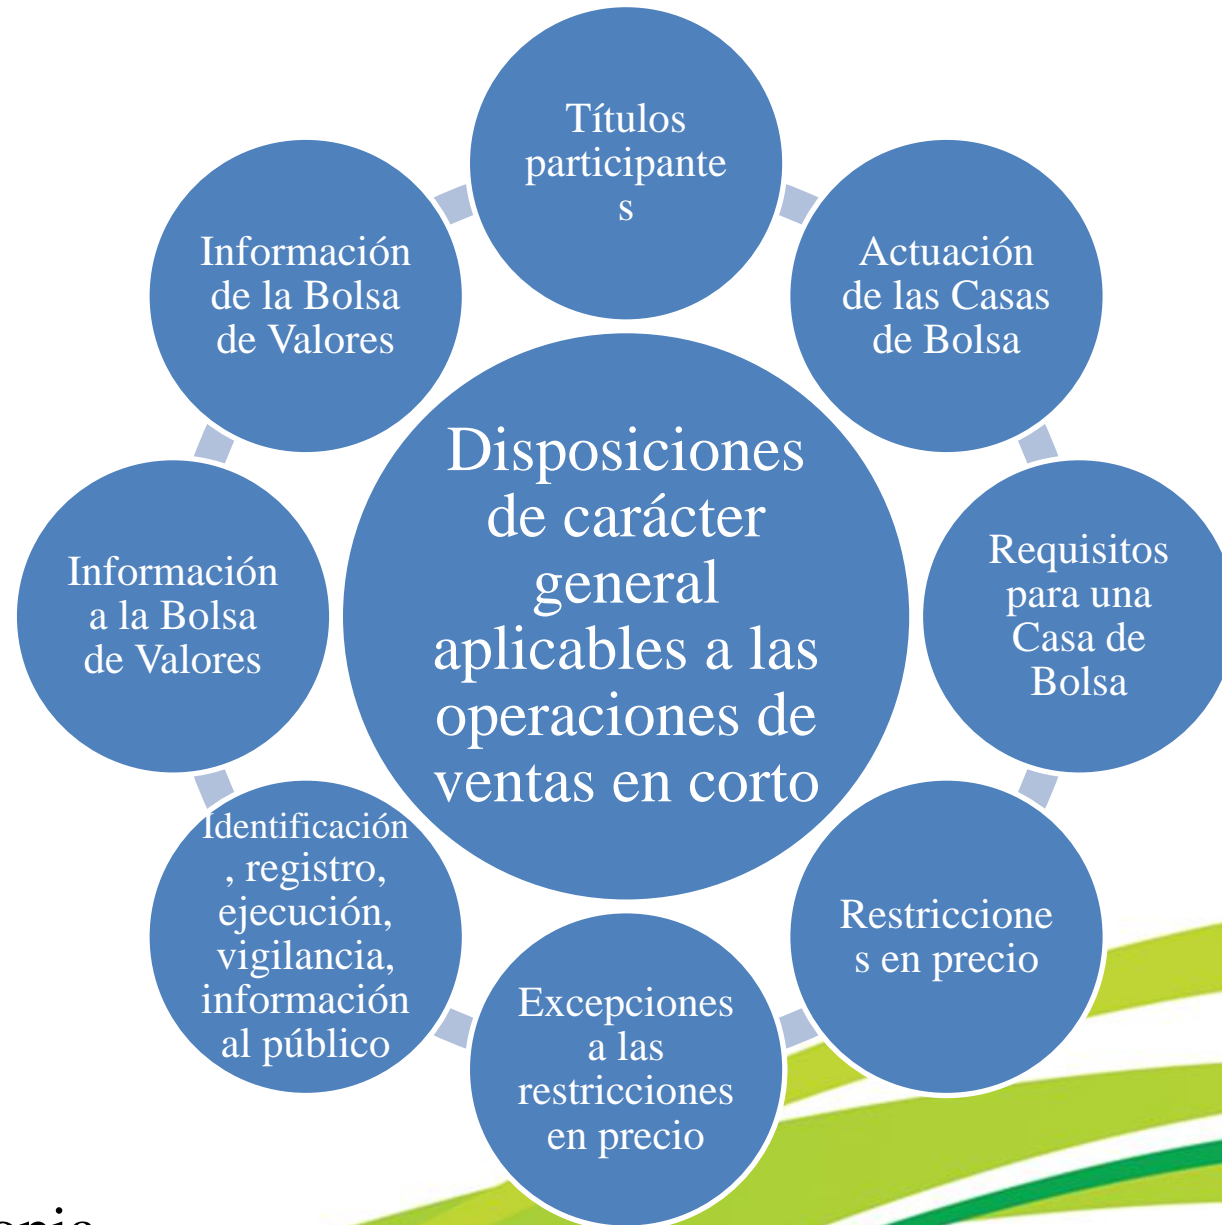 Títulos
participante
s
Actuación
de las Casas
de Bolsa
Requisitos
para una
Casa de
Bolsa
Restriccione
s en precio
Excepciones
a las
restricciones
en precio
Identificación
, registro,
ejecución,
vigilancia,
información
al público
Información
a la Bolsa
de Valores
Información
de la Bolsa
de Valores
Disposiciones
de carácter
general
aplicables a las
operaciones de
ventas en corto